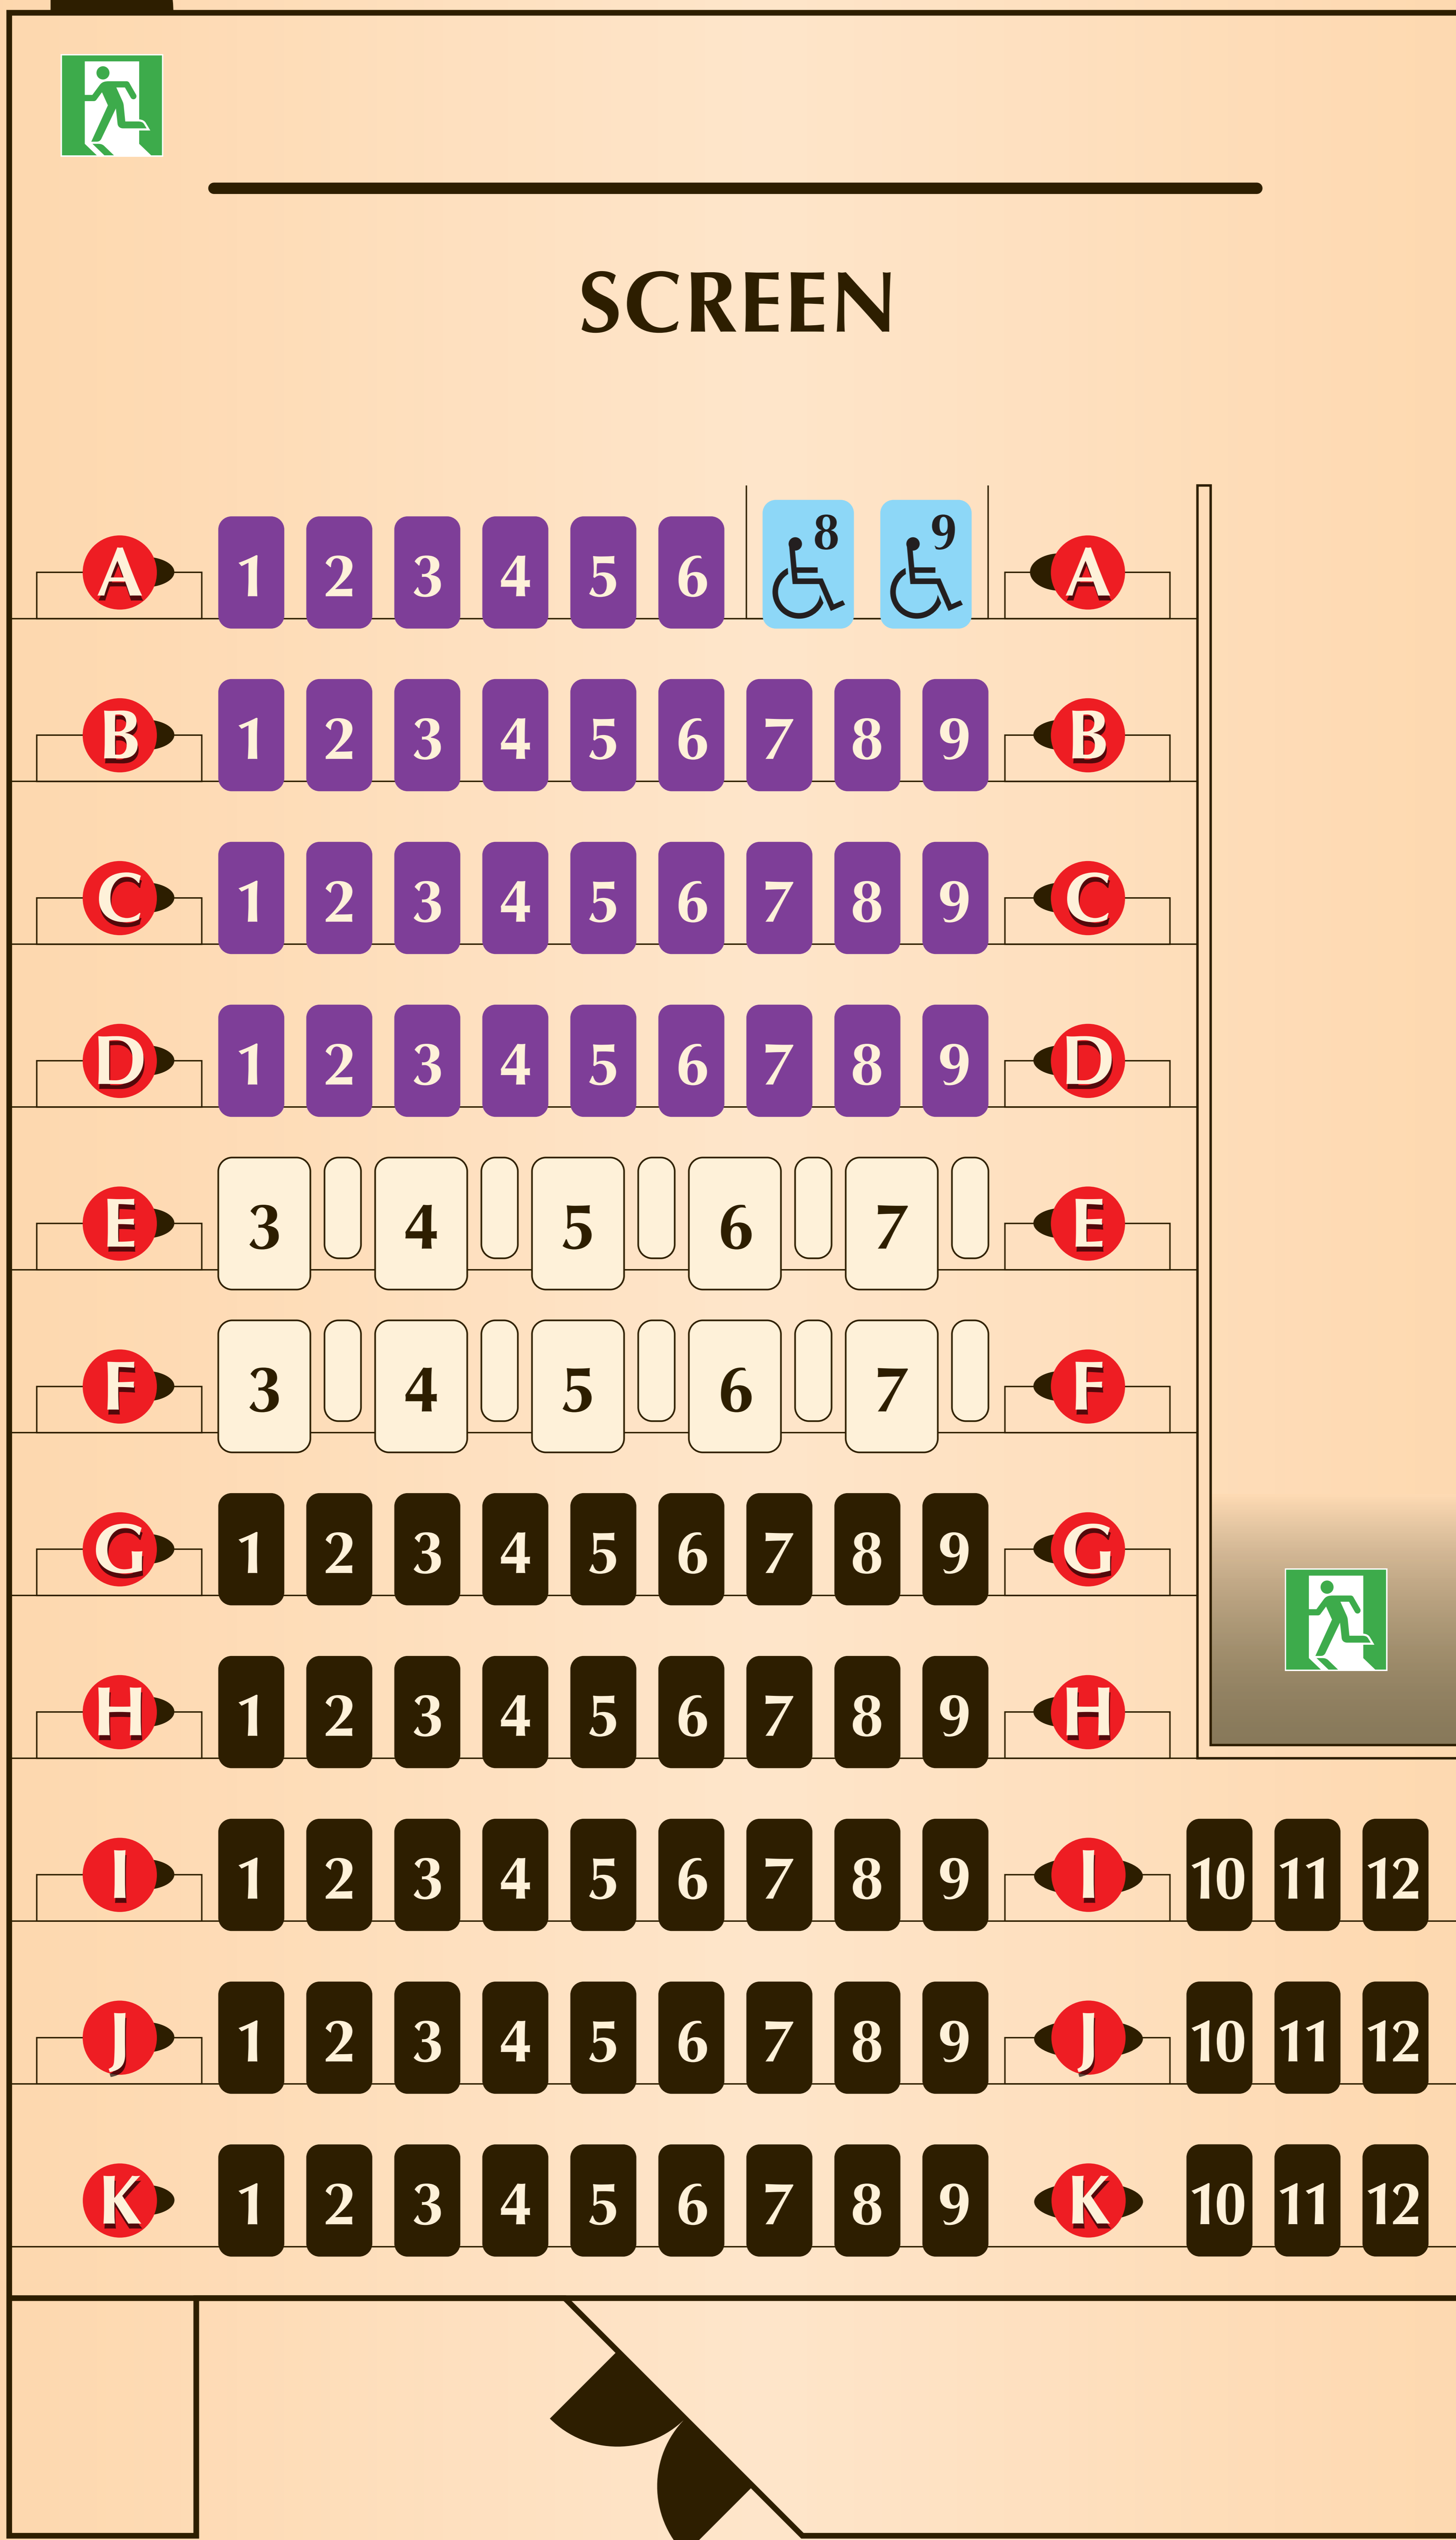 SCREEN
A 1 2 3 4 5 6 8 9 A
B 1 2 3 4 5 6 7 8 9 B
C 1 2 3 4 5 6 7 8 9 C
D 1 2 3 4 5 6 7 8 9 D
E 3 4 5 6 7 E
F 3 4 5 6 7 F
G 1 2 3 4 5 6 7 8 9 G
H 1 2 3 4 5 6 7 8 9 H
I 1 2 3 4 5 6 7 8 9 I 10 11 12
J 1 2 3 4 5 6 7 8 9 J 10 11 12
K 1 2 3 4 5 6 7 8 9 K 10 11 12